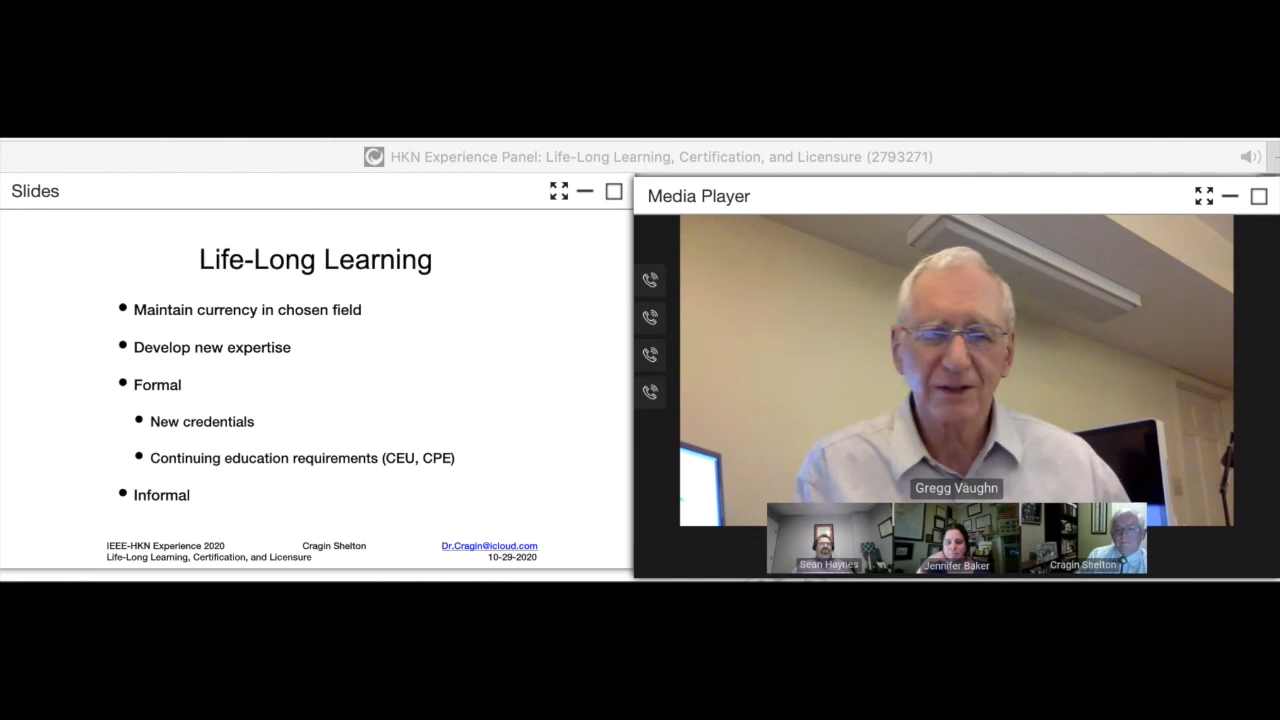 HKN Experience Panel: Life-Long Learning, Certification, and Licensure (2793271)
Slides
Life-Long Learning
Maintain currency in chosen field
Develop new expertise
Formal
New credentials
Continuing education requirements (CEU, CPE)
Informal
IEEE-HKN Experience 2020 Cragin Shelton Dr.Cragin@icloud.com
Life-Long Learning, Certification, and Licensure 10-29-2020
Media Player
Gregg Vaughn
Sean Haynes Jennifer Baker Cragin Shelton